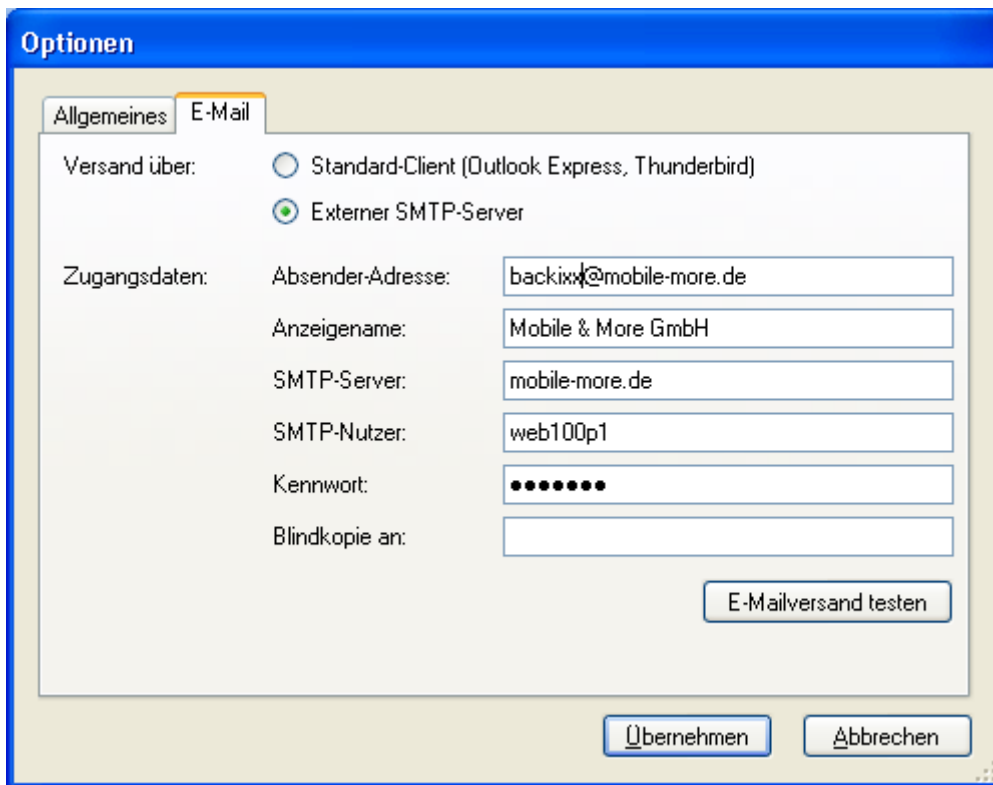 Optionen
Allgemeines E-Mail
Versand über: Standard-Client (Outlook Express, Thunderbird)
Externer SMTP-Server
Zugangsdaten: Absender-Adresse: backixx@mobile-more.de
Anzeigename: Mobile & More GmbH
SMTP-Server: mobile-more.de
SMTP-Nutzer: web100p1
Kennwort: ●●●●●●●
Blindkopie an:
E-Mailversand testen
Übernehmen Abbrechen